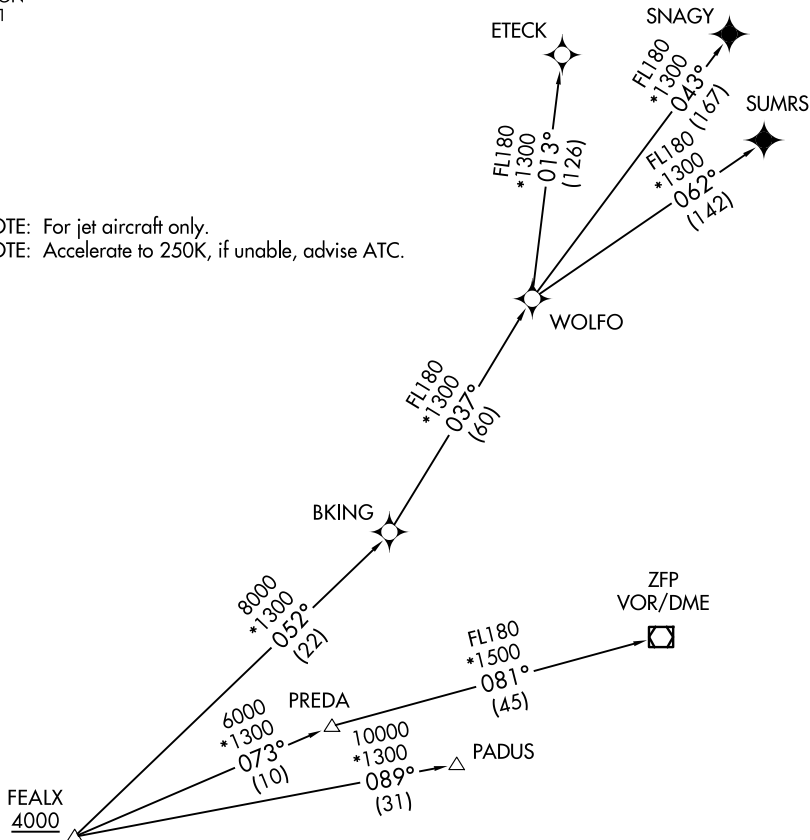 ETECK
SNAGY
SUMRS
FL180
*1300
013°
(126)
FL180
*1300
043°
(167)
FL180
*1300
062°
(142)
For jet aircraft only.
Accelerate to 250K, if unable, advise ATC.
WOLFO
FL180
*1300
037°
(60)
BKING
8000
*1300
052°
(22)
ZFP
VOR/DME
FL180
*1500
081°
(45)
PREDA
6000
*1300
073°
(10)
10000
*1300
089°
(31)
PADUS
FEALX
4000